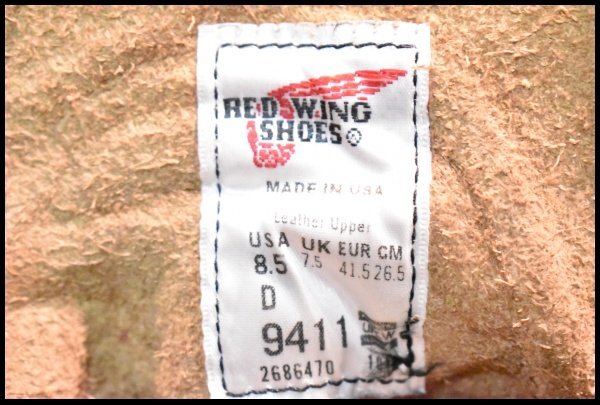 RED WING
SHOES®
MADE IN USA
Leather Upper
USA UK EUR CM
8.5 7.5 41.5 26.5
D
9411
2686470